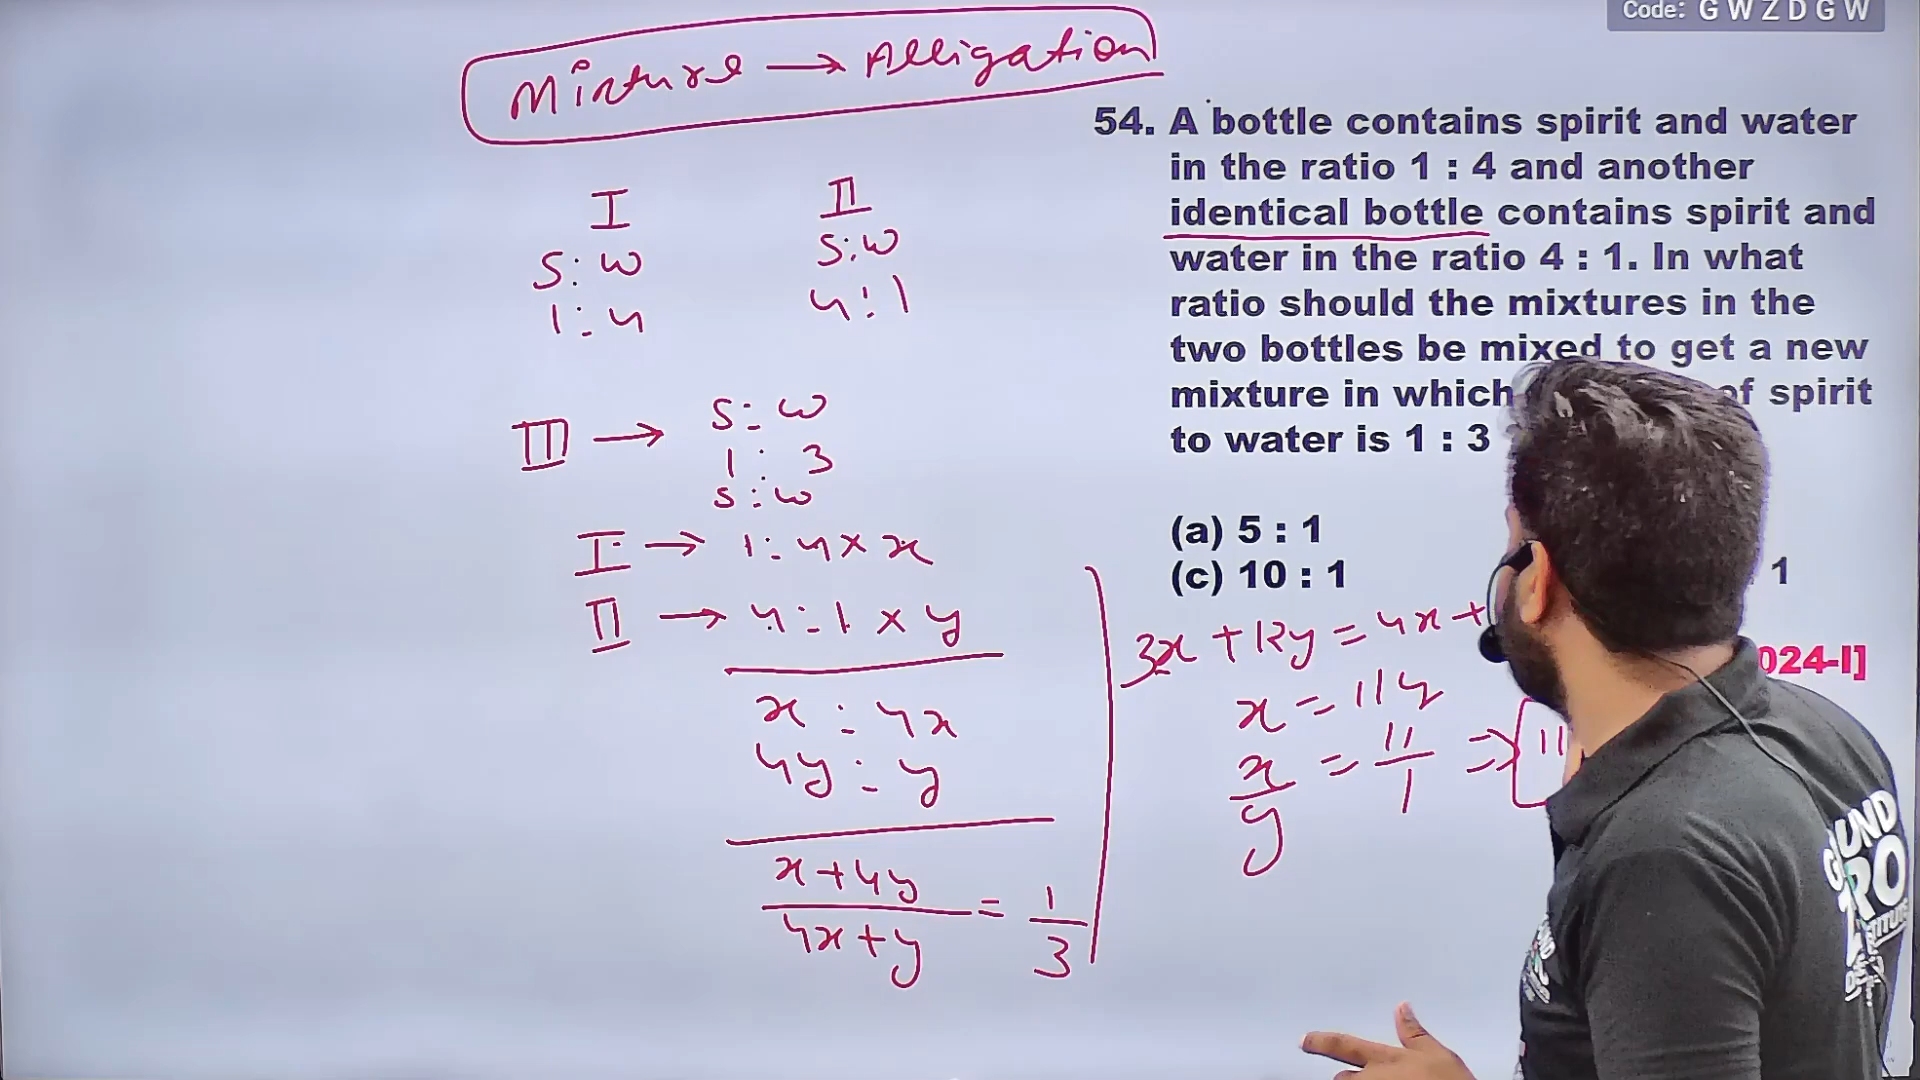 Code: GWZDGW
Mixture → Alligation
54. A bottle contains spirit and water
in the ratio 1 : 4 and another
identical bottle contains spirit and
water in the ratio 4 : 1. In what
ratio should the mixtures in the
two bottles be mixed to get a new
mixture in which of spirit
to water is 1 : 3
(a) 5 : 1
(c) 10 : 1
1
024-I]
I II
S:W S:W
1:4 4:1
III → S:W
1:3
S:W
I → 1:4 × x
II → 4:1 × y
x : 4x
4y : y
x+4y
4x+y = 1
3
3x + 12y = 4x +
x = 11y
x/y = 11/1 ⇒ 11
UND
RO